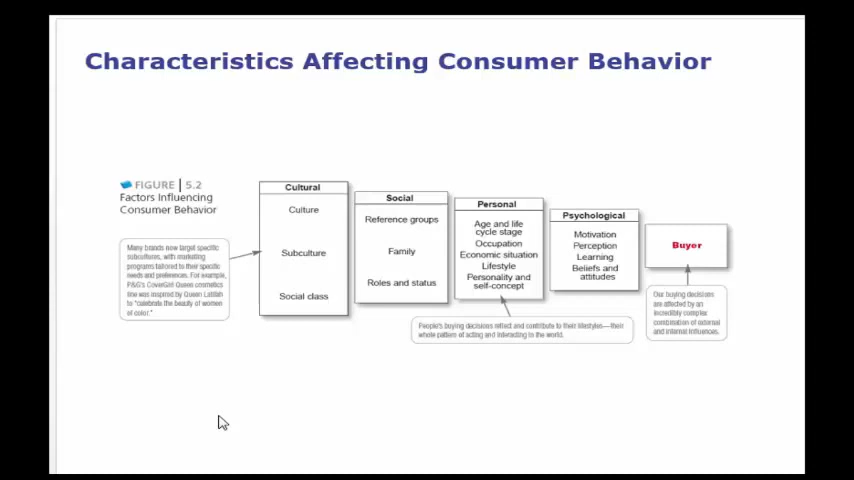 Characteristics Affecting Consumer Behavior
FIGURE | 5.2
Factors Influencing
Consumer Behavior
Many brands now target specific
subcultures, with marketing
programs tailored to their specific
needs and preferences. For example,
P&G's CoverGirl Queen cosmetics
line was inspired by Queen Latifah
to "celebrate the beauty of women
of color."
Cultural
Culture
Subculture
Social class
Social
Reference groups
Family
Roles and status
Personal
Age and life
cycle stage
Occupation
Economic situation
Lifestyle
Personality and
self-concept
Psychological
Motivation
Perception
Learning
Beliefs and
attitudes
Buyer
People's buying decisions reflect and contribute to their lifestyles—their
whole pattern of acting and interacting in the world.
Our buying decisions
are affected by an
incredibly complex
combination of external
and internal influences.